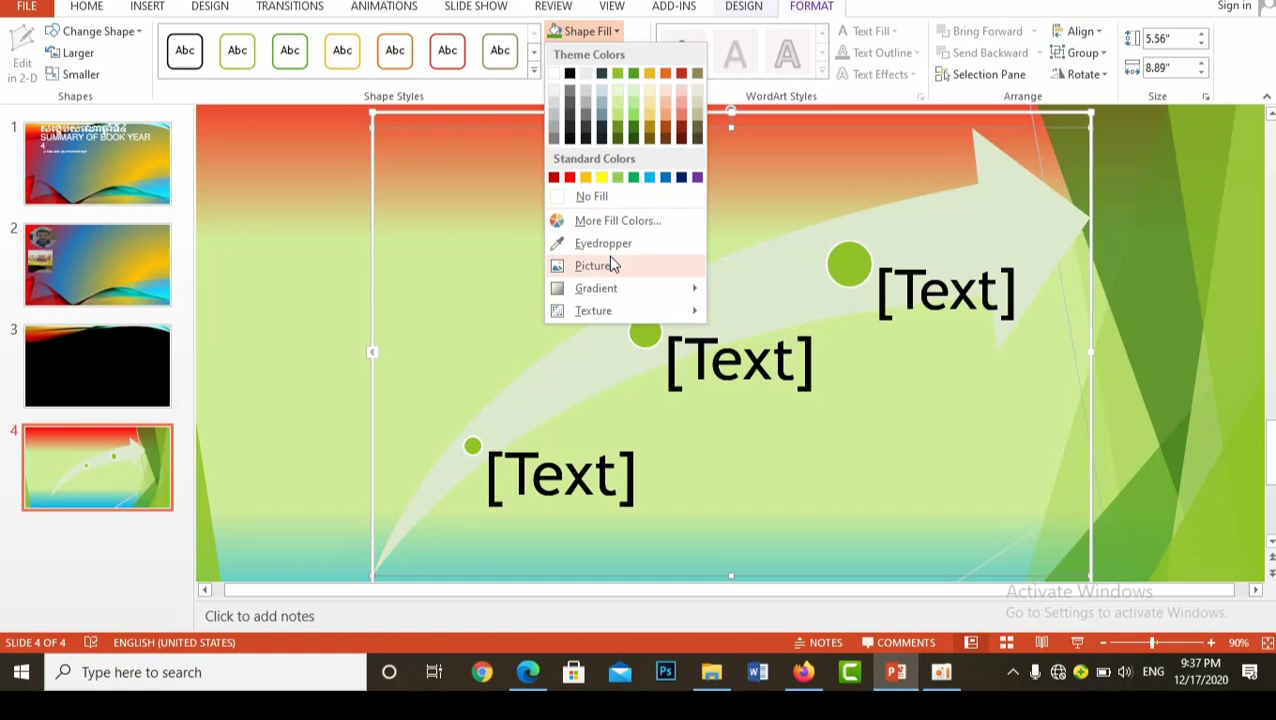 FILE HOME INSERT DESIGN TRANSITIONS ANIMATIONS SLIDE SHOW REVIEW VIEW ADD-INS DESIGN FORMAT Sign in
Edit in 2-D
Change Shape
Larger
Smaller
Shapes
Abc Abc Abc Abc Abc Abc Abc
Shape Styles
Shape Fill
Theme Colors
Standard Colors
No Fill
More Fill Colors...
Eyedropper
Picture
Gradient
Texture
A A
Text Fill
Text Outline
Text Effects
WordArt Styles
Bring Forward
Send Backward
Selection Pane
Align
Group
Rotate
Arrange
5.56"
8.89"
Size
1
SUMMARY OF BOOK YEAR
4
2
3
4
[Text]
[Text]
[Text]
Activate Windows
Go to Settings to activate Windows.
Click to add notes
SLIDE 4 OF 4 ENGLISH (UNITED STATES) NOTES COMMENTS 90%
Type here to search
ENG
9:37 PM
12/17/2020